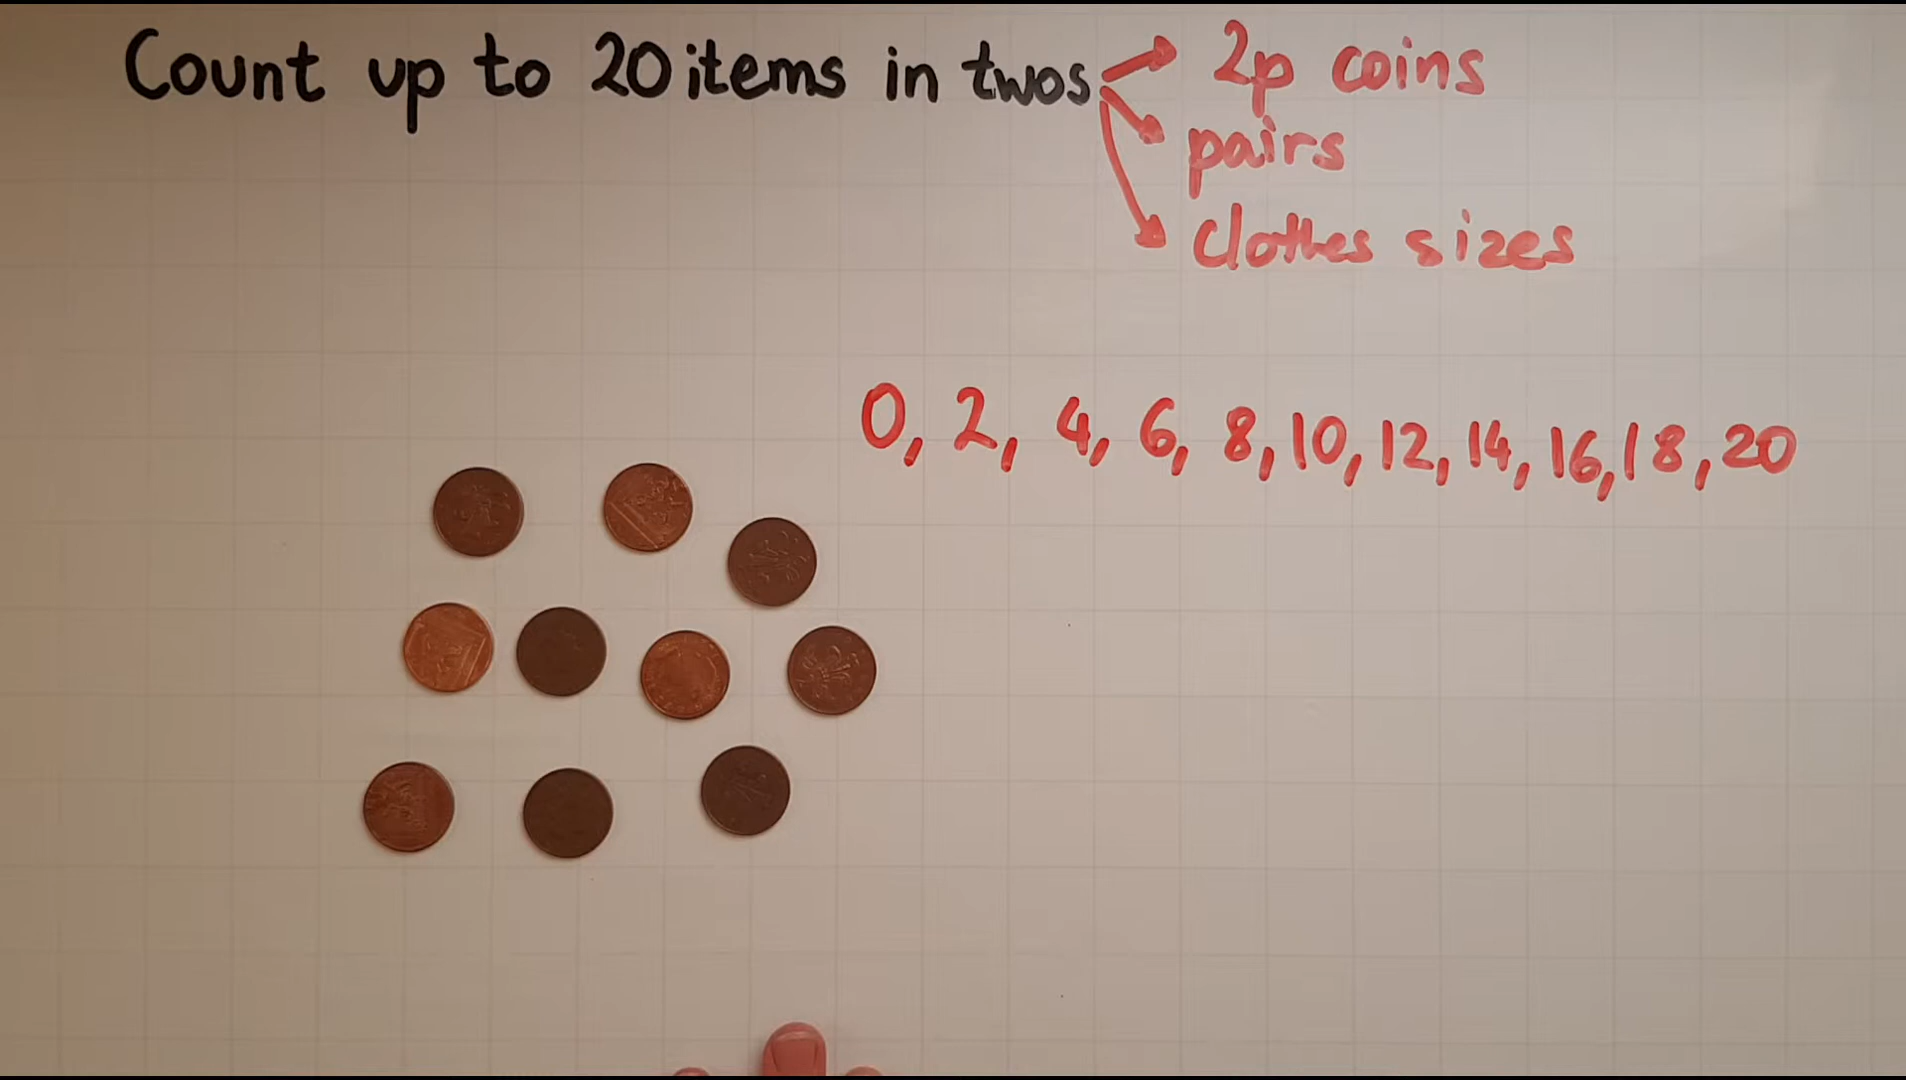 Count up to 20 items in twos
2p coins
pairs
clothes sizes
0, 2, 4, 6, 8, 10, 12, 14, 16, 18, 20